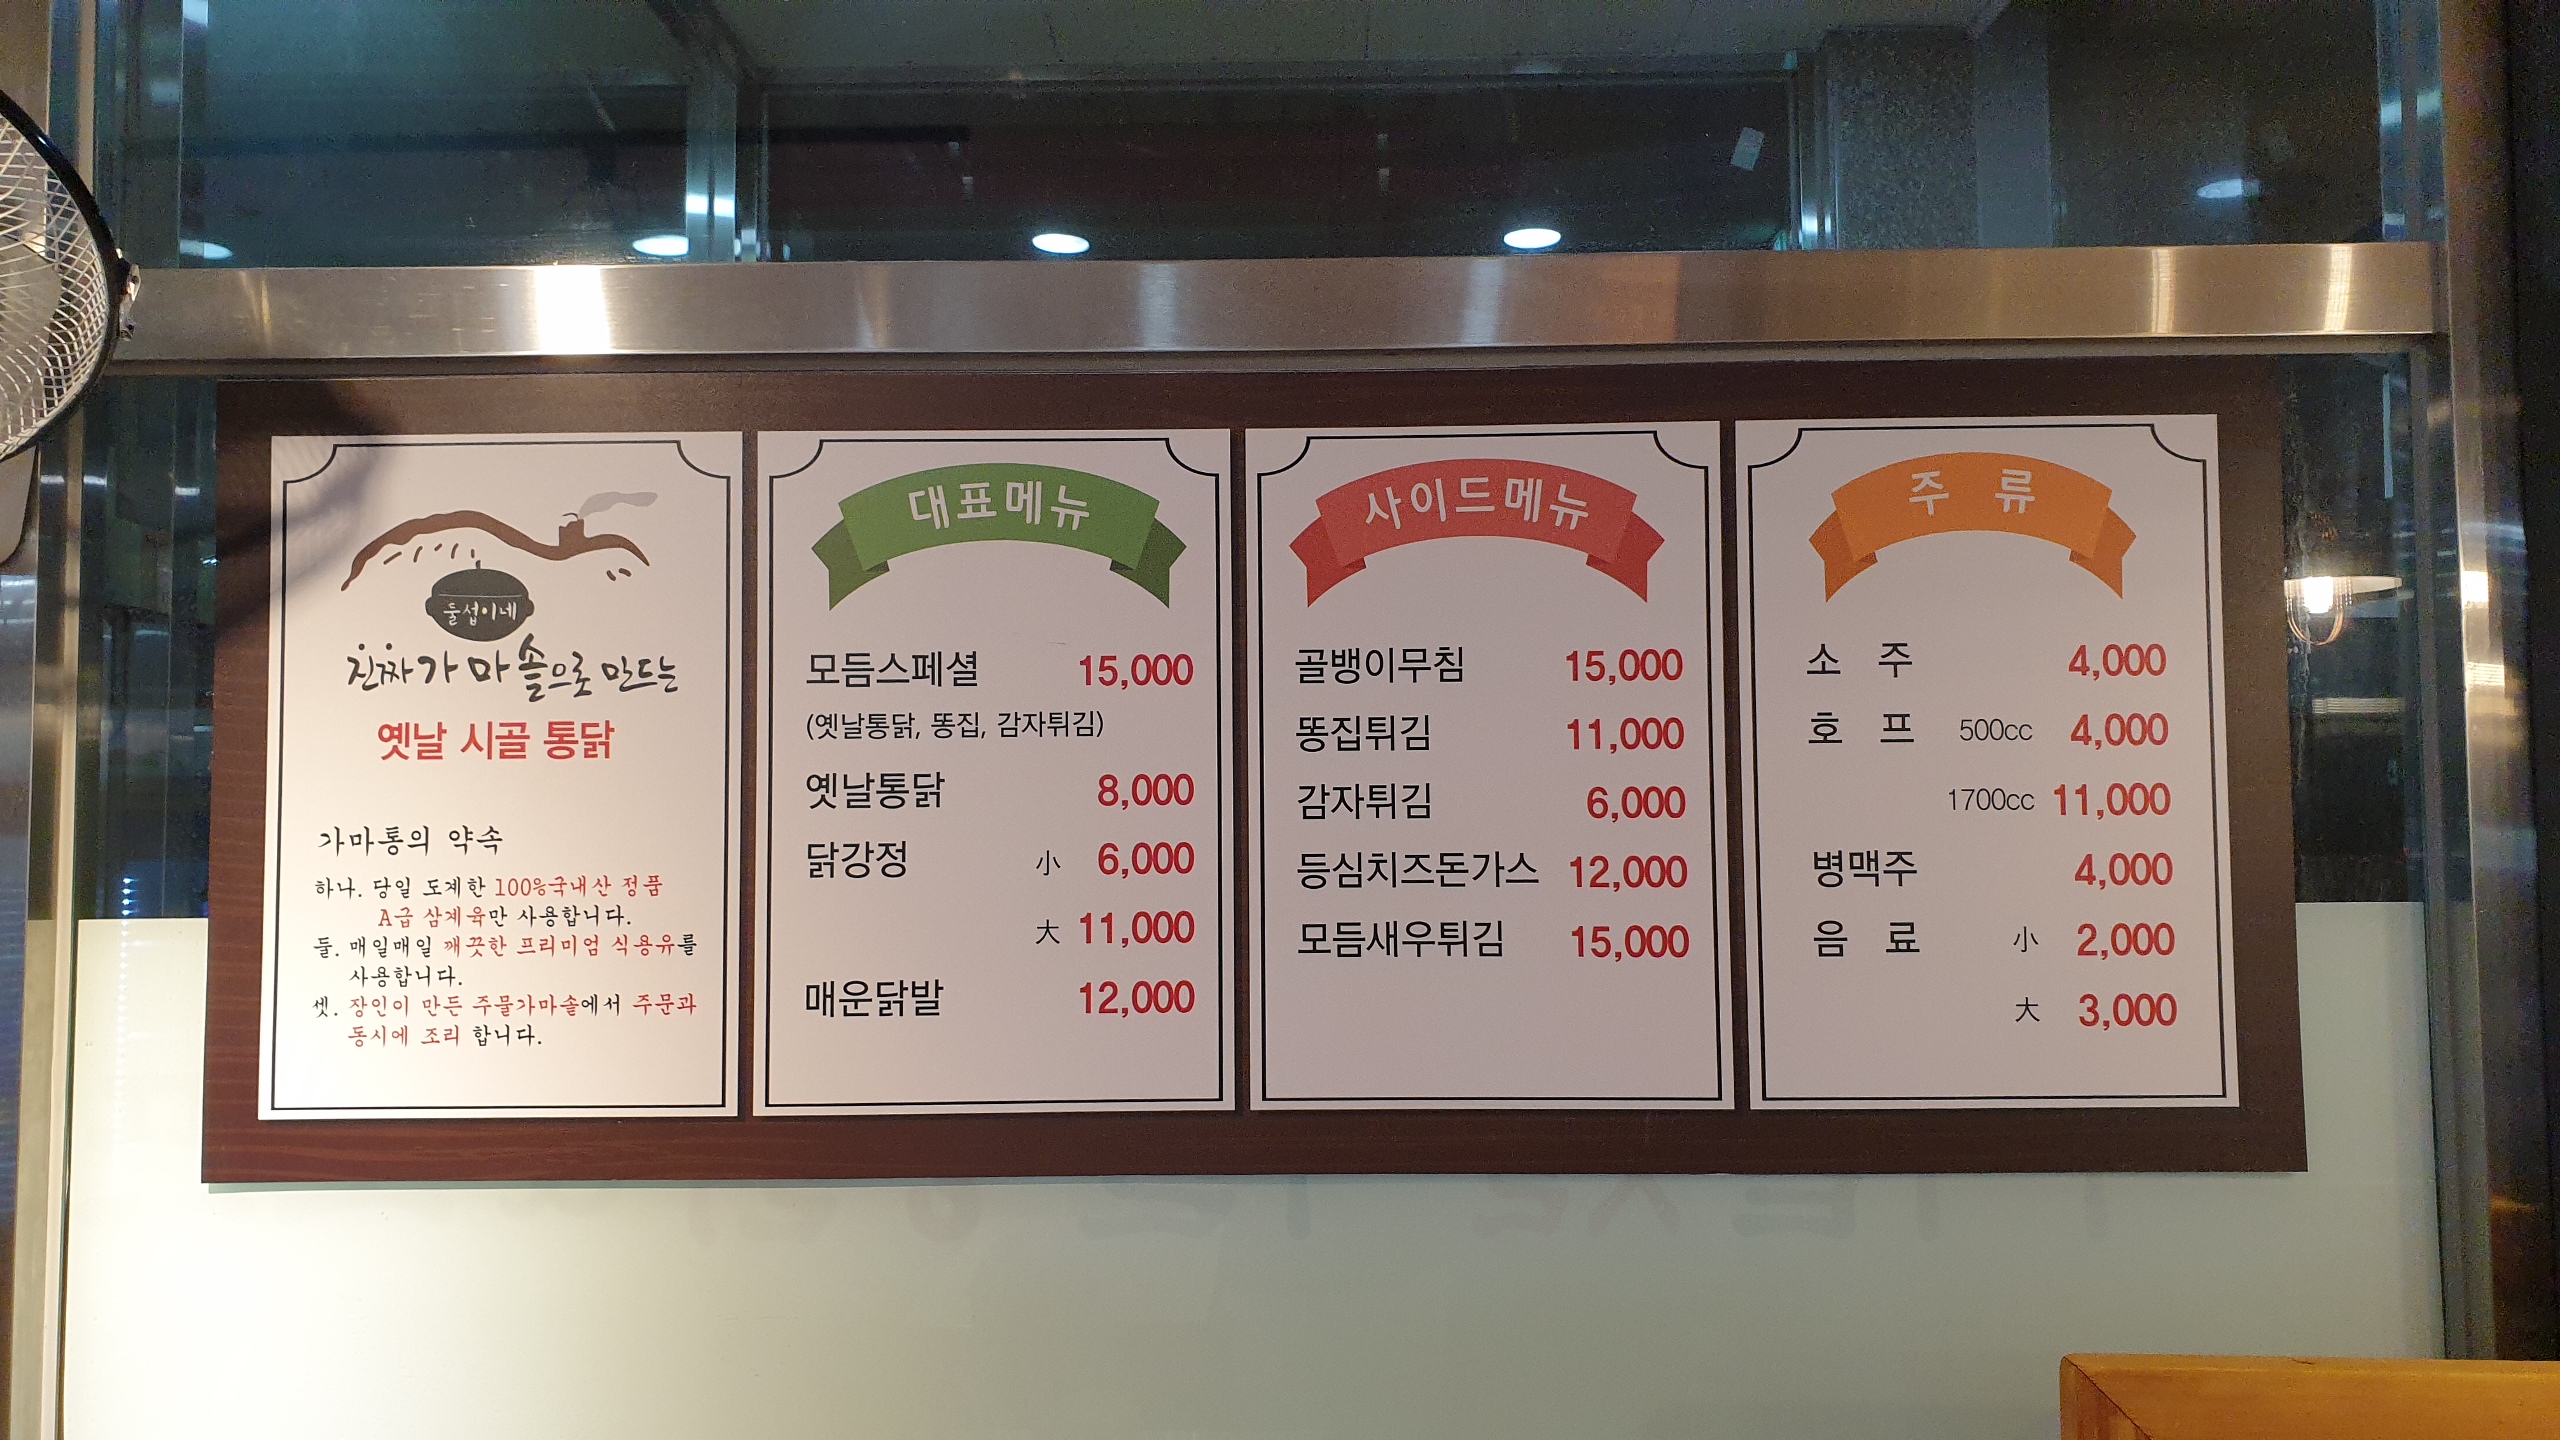 둘섭이네
진짜 가마솥으로 만드는
옛날 시골 통닭
가마통의 약속
하나. 당일 도계한 100%국내산 정품
A급 삼계육만 사용합니다.
둘. 매일매일 깨끗한 프리미엄 식용유를
사용합니다.
셋. 장인이 만든 주물가마솥에서 주문과
동시에 조리 합니다.
대표메뉴
모듬스페셜 15,000
(옛날통닭, 똥집, 감자튀김)
옛날통닭 8,000
닭강정 小 6,000
大 11,000
매운닭발 12,000
사이드메뉴
골뱅이무침 15,000
똥집튀김 11,000
감자튀김 6,000
등심치즈돈가스 12,000
모듬새우튀김 15,000
주 류
소 주 4,000
호 프 500cc 4,000
1700cc 11,000
병맥주 4,000
음 료 小 2,000
大 3,000